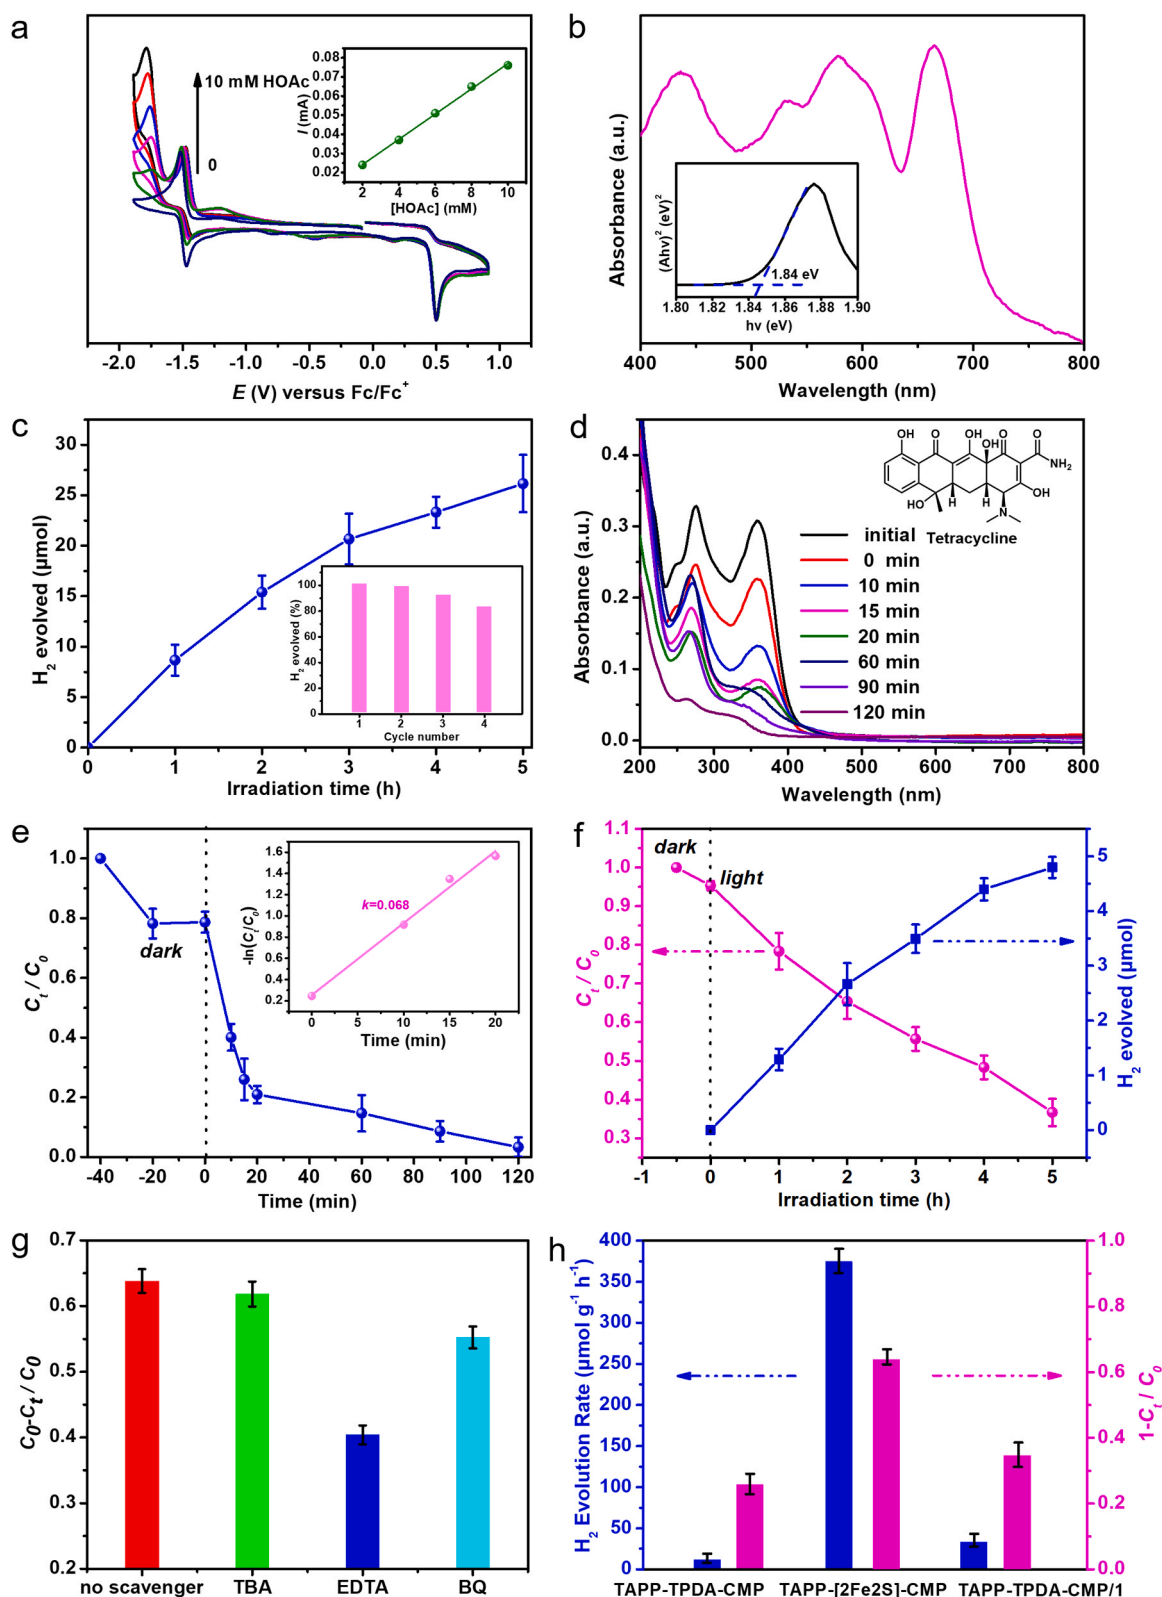 a
10 mM HOAc
0
I (mA)
0.08
0.07
0.06
0.05
0.04
0.03
0.02
2 4 6 8 10
[HOAc] (mM)
-2.0 -1.5 -1.0 -0.5 0.0 0.5 1.0
E (V) versus Fc/Fc+
b
Absorbance (a.u.)
(Ahv)2 (eV)2
1.84 eV
1.80 1.82 1.84 1.86 1.88 1.90
hv (eV)
400 500 600 700 800
Wavelength (nm)
c
H2 evolved (μmol)
30
25
20
15
10
5
0
H2 evolved (%)
100
80
60
40
20
0
1 2 3 4
Cycle number
0 1 2 3 4 5
Irradiation time (h)
d
Absorbance (a.u.)
0.4
0.3
0.2
0.1
0.0
OH O OH O O
OH
NH2
HO H H OH
N
Tetracycline
initial
0 min
10 min
15 min
20 min
60 min
90 min
120 min
200 300 400 500 600 700 800
Wavelength (nm)
e
Ct / C0
1.0
0.8
0.6
0.4
0.2
0.0
dark
-ln(Ct/C0)
1.6
1.4
1.2
1.0
0.8
0.6
0.4
0.2
k=0.068
0 5 10 15 20
Time (min)
-40 -20 0 20 40 60 80 100 120
Time (min)
f
Ct / C0
1.1
1.0
0.9
0.8
0.7
0.6
0.5
0.4
0.3
dark
light
5
4
3
2
1
0
H2 evolved (μmol)
-1 0 1 2 3 4 5
Irradiation time (h)
g
C0-Ct / C0
0.7
0.6
0.5
0.4
0.3
0.2
no scavenger TBA EDTA BQ
h
H2 Evolution Rate (μmol g-1 h-1)
400
350
300
250
200
150
100
50
0
1.0
0.8
0.6
0.4
0.2
0.0
1-Ct / C0
TAPP-TPDA-CMP TAPP-[2Fe2S]-CMP TAPP-TPDA-CMP/1